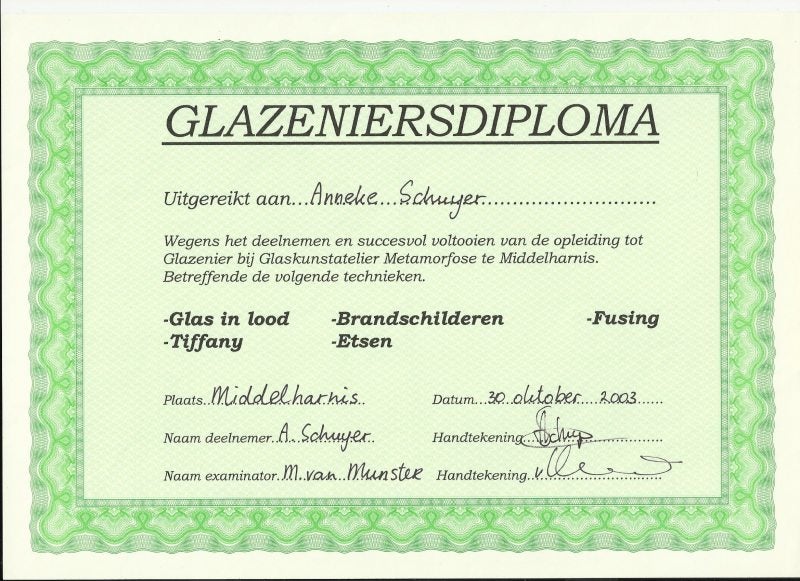 GLAZENIERSDIPLOMA
Uitgereikt aan...Anneke...Schuyer...........................
Wegens het deelnemen en succesvol voltooien van de opleiding tot
Glazenier bij Glaskunstatelier Metamorfose te Middelharnis.
Betreffende de volgende technieken.
-Glas in lood -Brandschilderen -Fusing
-Tiffany -Etsen
Plaats..Middelharnis.. Datum...30 oktober 2003......
Naam deelnemer.A. Schuyer. Handtekening
Naam examinator.M. van Munster Handtekening